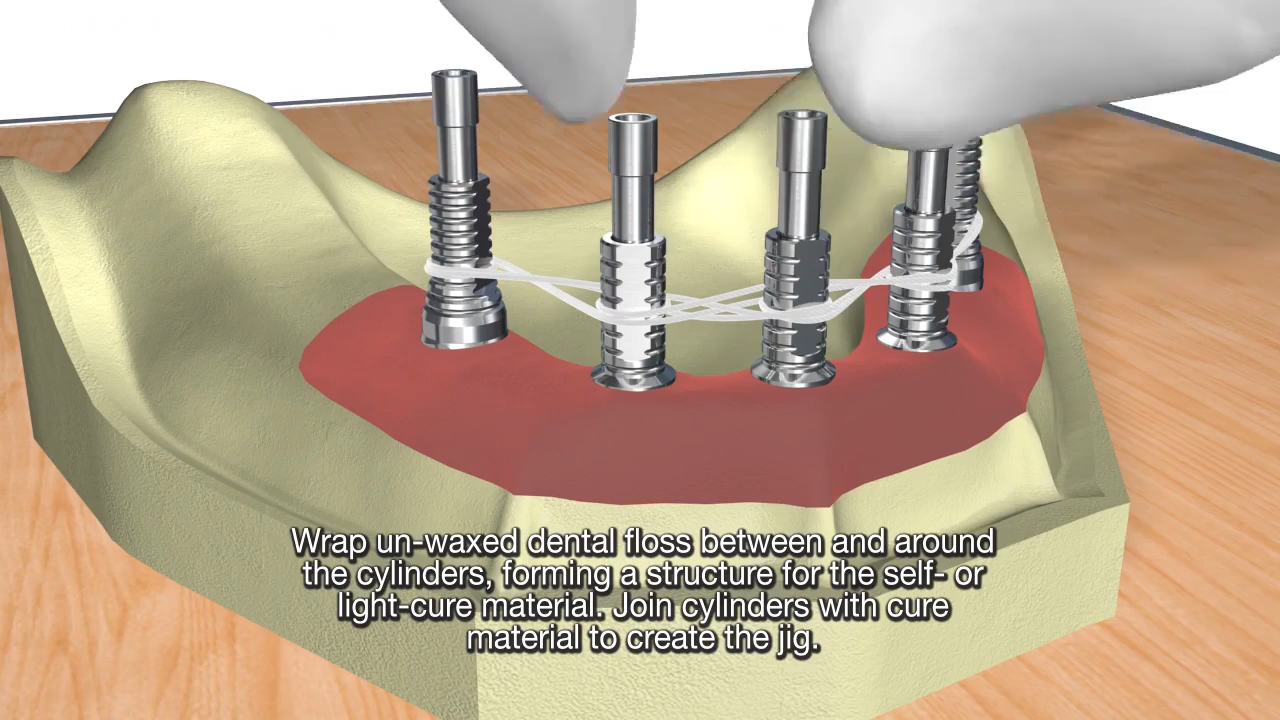 Wrap un-waxed dental floss between and around
the cylinders, forming a structure for the self- or
light-cure material. Join cylinders with cure
material to create the jig.